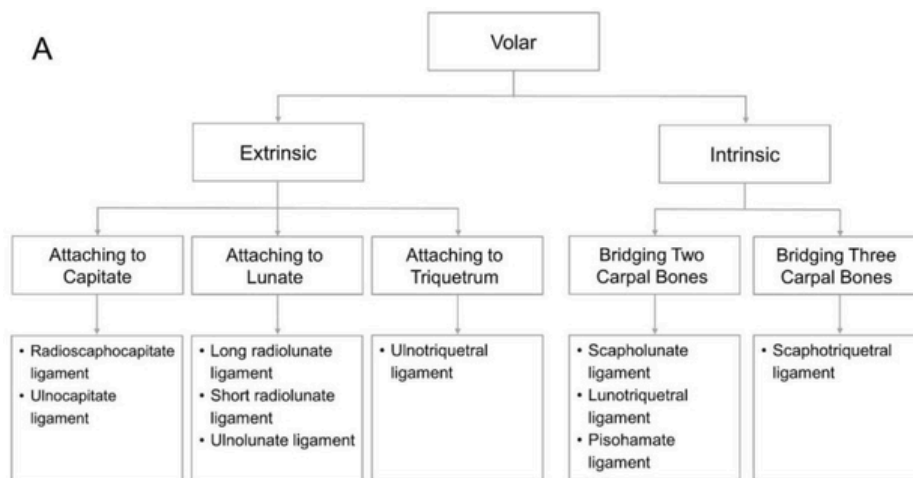 A
Volar
Extrinsic
Intrinsic
Attaching to
Capitate
Attaching to
Lunate
Attaching to
Triquetrum
Bridging Two
Carpal Bones
Bridging Three
Carpal Bones
• Radioscaphocapitate
ligament
• Ulnocapitate
ligament
• Long radiolunate
ligament
• Short radiolunate
ligament
• Ulnolunate ligament
• Ulnotriquetral
ligament
• Scapholunate
ligament
• Lunotriquetral
ligament
• Pisohamate
ligament
• Scaphotriquetral
ligament